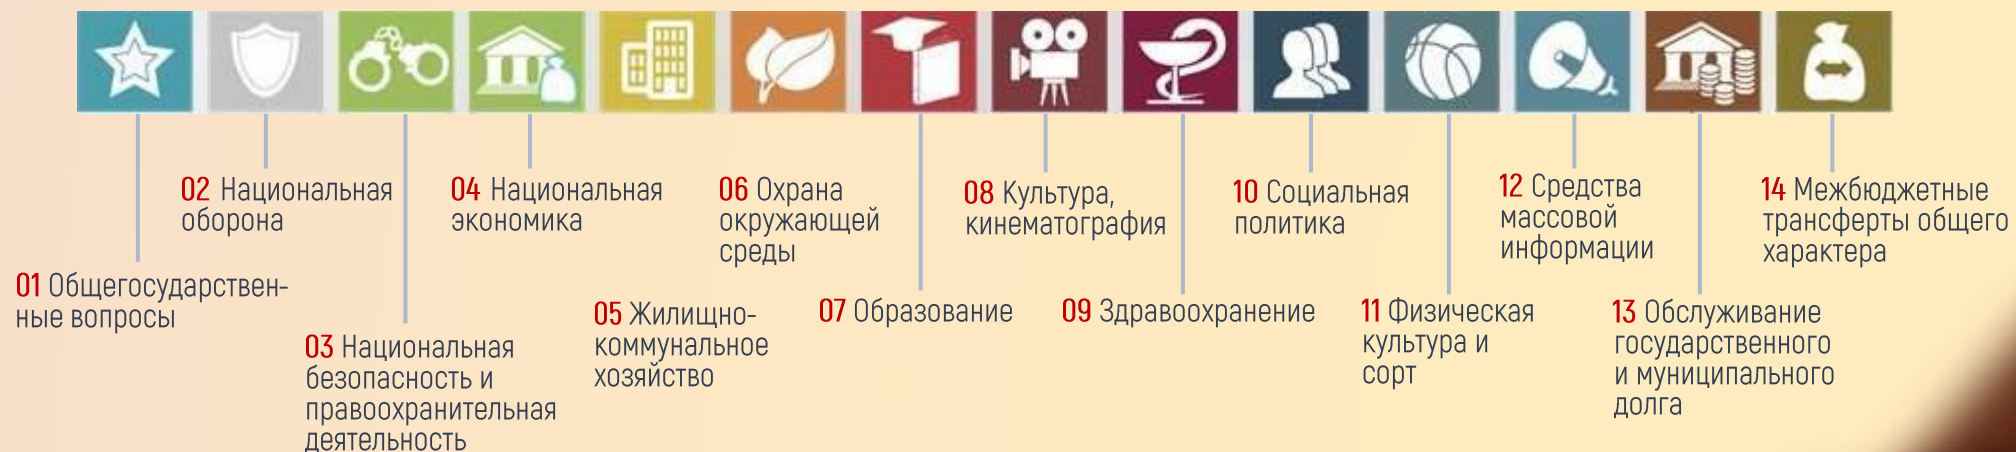 01 Общегосударствен-
ные вопросы
02 Национальная
оборона
03 Национальная
безопасность и
правоохранительная
деятельность
04 Национальная
экономика
05 Жилищно-
коммунальное
хозяйство
06 Охрана
окружающей
среды
07 Образование
08 Культура,
кинематография
09 Здравоохранение
10 Социальная
политика
11 Физическая
культура и
сорт
12 Средства
массовой
информации
13 Обслуживание
государственного
и муниципального
долга
14 Межбюджетные
трансферты общего
характера